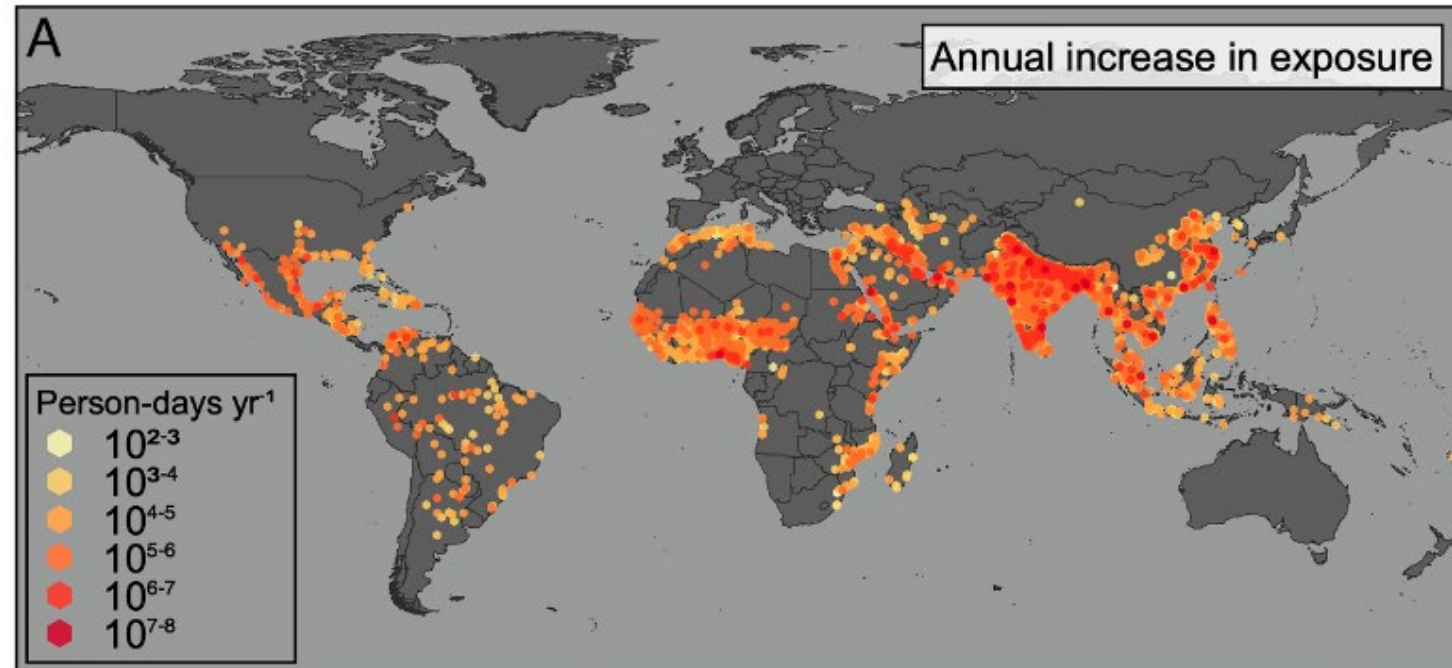 A
Annual increase in exposure
Person-days yr⁻¹
10²⁻³
10³⁻⁴
10⁴⁻⁵
10⁵⁻⁶
10⁶⁻⁷
10⁷⁻⁸